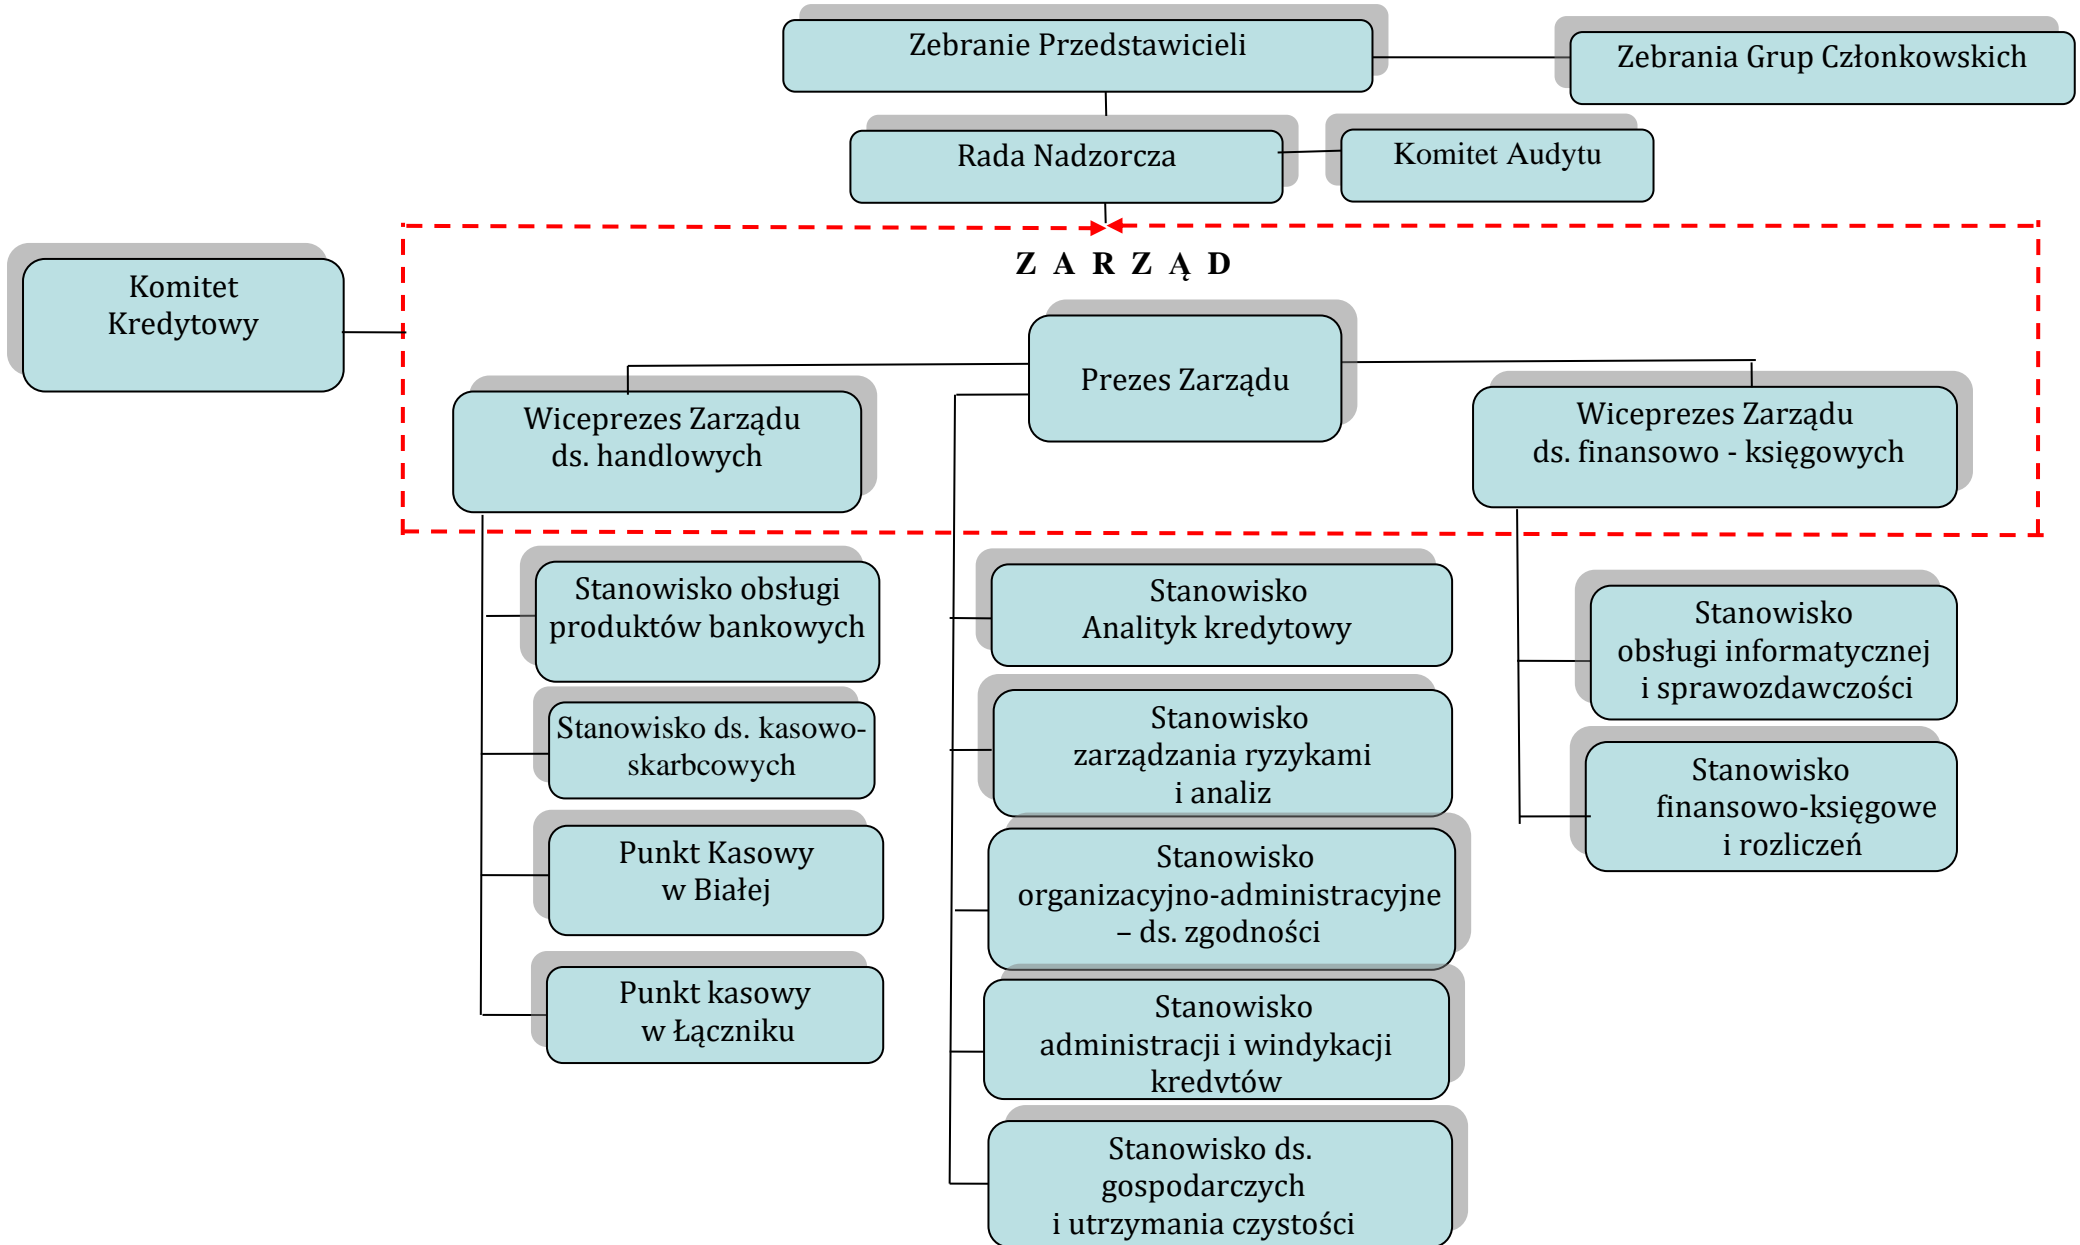 Zebranie Przedstawicieli
Zebrania Grup Członkowskich
Rada Nadzorcza
Komitet Audytu
Z A R Z Ą D
Komitet
Kredytowy
Prezes Zarządu
Wiceprezes Zarządu
ds. handlowych
Wiceprezes Zarządu
ds. finansowo - księgowych
Stanowisko obsługi
produktów bankowych
Stanowisko ds. kasowo-
skarbcowych
Punkt Kasowy
w Białej
Punkt kasowy
w Łączniku
Stanowisko
Analityk kredytowy
Stanowisko
zarządzania ryzykami
i analiz
Stanowisko
organizacyjno-administracyjne
– ds. zgodności
Stanowisko
administracji i windykacji
kredytów
Stanowisko ds.
gospodarczych
i utrzymania czystości
Stanowisko
obsługi informatycznej
i sprawozdawczości
Stanowisko
finansowo-księgowe
i rozliczeń